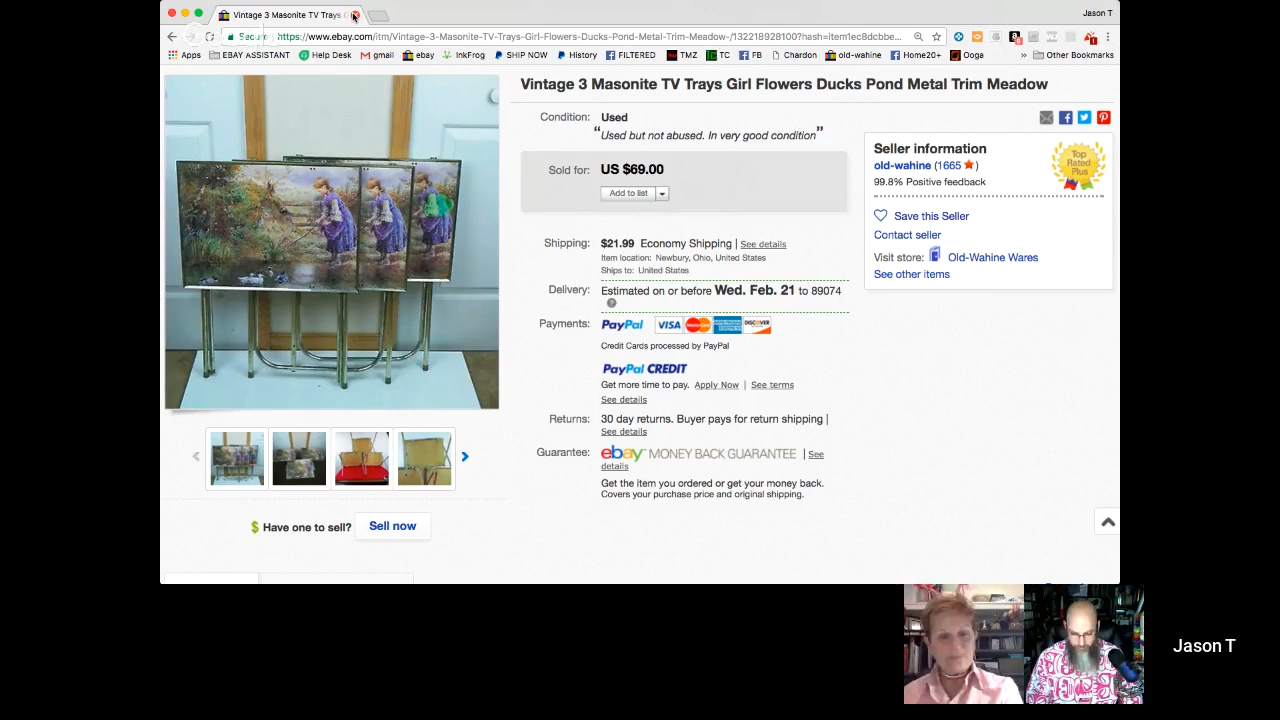 Vintage 3 Masonite TV Trays
Jason T
Secure
https://www.ebay.com/itm/Vintage-3-Masonite-TV-Trays-Girl-Flowers-Ducks-Pond-Metal-Trim-Meadow-/132218928100?hash=item1ec8dcbbe...
Apps EBAY ASSISTANT Help Desk gmail ebay InkFrog SHIP NOW History FILTERED TMZ TC FB Chardon old-wahine Home20+ Ooga » Other Bookmarks
Vintage 3 Masonite TV Trays Girl Flowers Ducks Pond Metal Trim Meadow
Condition: Used
“Used but not abused. In very good condition”
Sold for: US $69.00
Add to list
Shipping: $21.99 Economy Shipping | See details
Item location: Newbury, Ohio, United States
Ships to: United States
Delivery: Estimated on or before Wed. Feb. 21 to 89074
Payments: PayPal VISA MasterCard DISCOVER
Credit Cards processed by PayPal
PayPal CREDIT
Get more time to pay. Apply Now | See terms
See details
Returns: 30 day returns. Buyer pays for return shipping |
See details
Guarantee: ebay MONEY BACK GUARANTEE | See
details
Get the item you ordered or get your money back.
Covers your purchase price and original shipping.
Seller information
old-wahine (1665 )
99.8% Positive feedback
Top
Rated
Plus
Save this Seller
Contact seller
Visit store: Old-Wahine Wares
See other items
$ Have one to sell? Sell now
Jason T